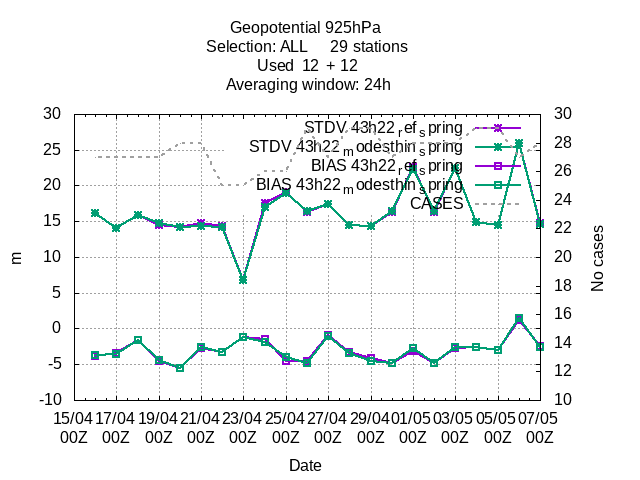 Geopotential 925hPa
Selection: ALL 29 stations
Used 12 + 12
Averaging window: 24h
30
25
20
15
10
5
0
-5
-10
m
30
28
26
24
22
20
18
16
14
12
10
No cases
STDV 43h22_ref_spring
STDV 43h22_modesthin_spring
BIAS 43h22_ref_spring
BIAS 43h22_modesthin_spring
CASES
15/04 17/04 19/04 21/04 23/04 25/04 27/04 29/04 01/05 03/05 05/05 07/05
00Z 00Z 00Z 00Z 00Z 00Z 00Z 00Z 00Z 00Z 00Z 00Z
Date